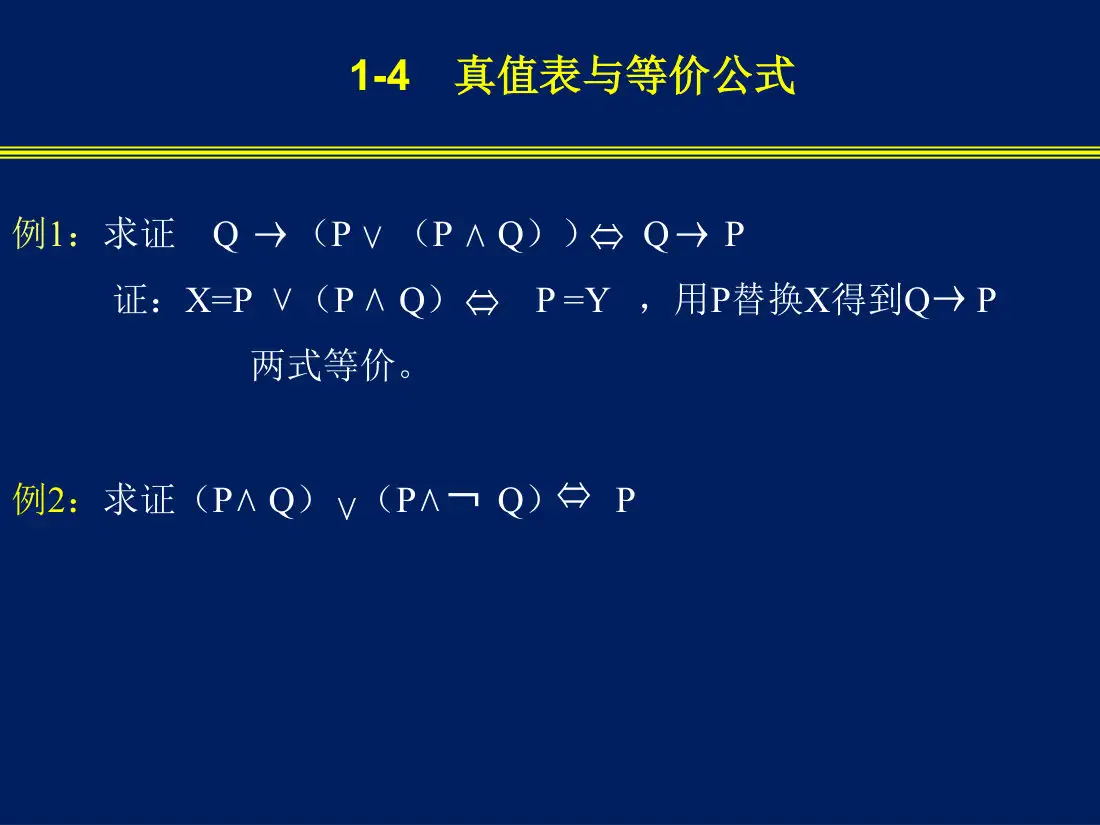 1-4 真值表与等价公式
例1：求证 Q →（P ∨ （P ∧ Q））⇔ Q → P
证：X=P ∨（P ∧ Q）⇔ P =Y ，用P替换X得到Q→ P
两式等价。
例2：求证（P∧ Q）∨（P∧¬ Q）⇔ P